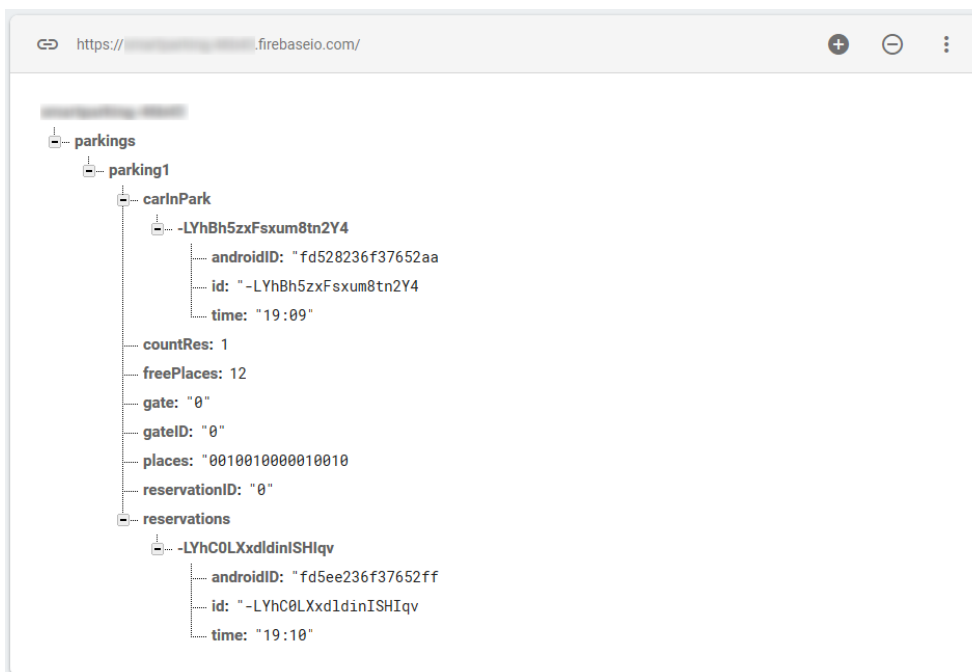 https:// .firebaseio.com/
parkings
parking1
carInPark
-LYhBh5zxFsxum8tn2Y4
androidID: "fd528236f37652aa
id: "-LYhBh5zxFsxum8tn2Y4
time: "19:09"
countRes: 1
freePlaces: 12
gate: "0"
gateID: "0"
places: "0010010000010010
reservationID: "0"
reservations
-LYhC0LXxdldinISHIqv
androidID: "fd5ee236f37652ff
id: "-LYhC0LXxdldinISHIqv
time: "19:10"